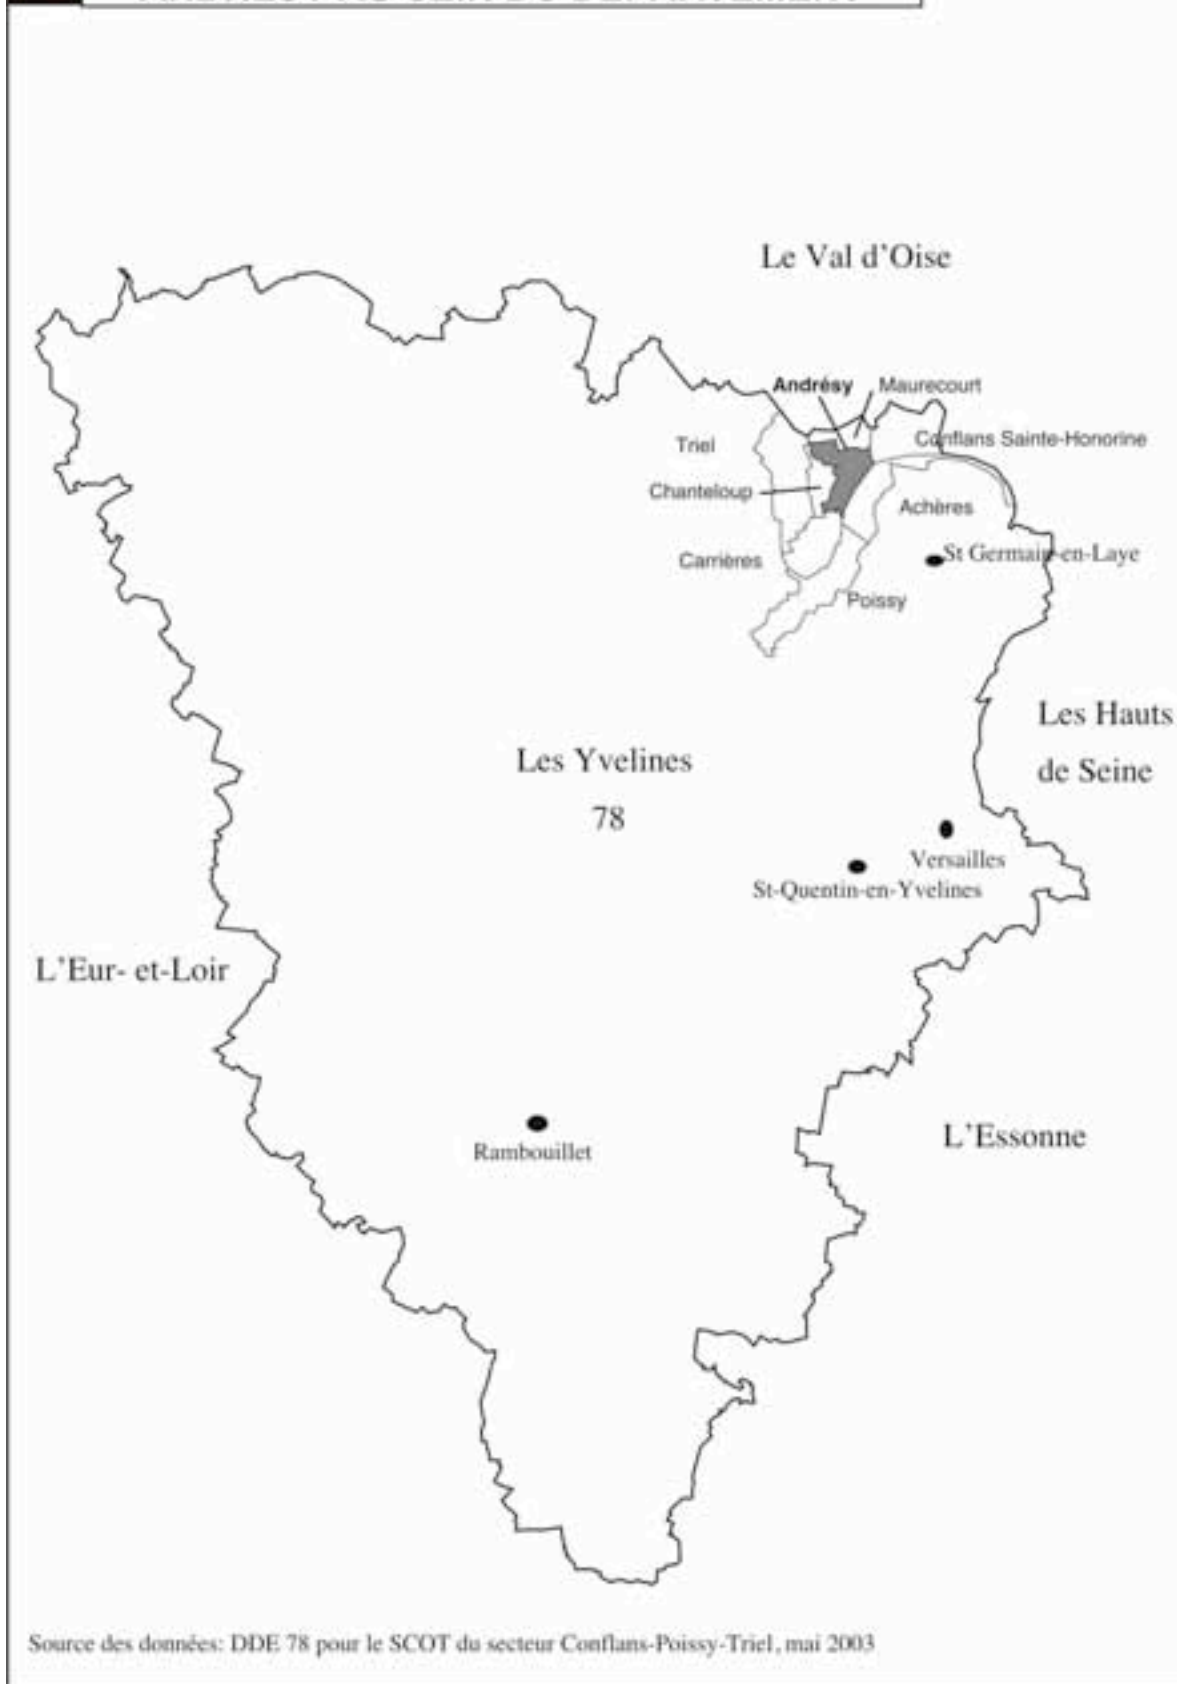 Le Val d'Oise
Andrésy
Maurecourt
Triel
Conflans Sainte-Honorine
Chanteloup
Achères
Carrières
St Germain-en-Laye
Poissy
Les Hauts
de Seine
Les Yvelines
78
Versailles
St-Quentin-en-Yvelines
L'Eur- et-Loir
Rambouillet
L'Essonne
Source des données: DDE 78 pour le SCOT du secteur Conflans-Poissy-Triel, mai 2003